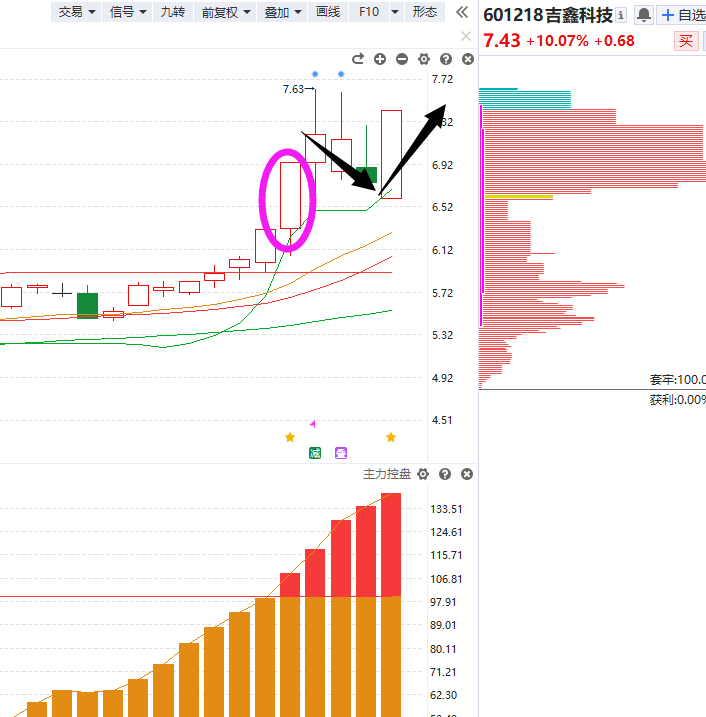 交易 信号 九转 前复权 叠加 画线 F10 形态
601218吉鑫科技 + 自选
7.43 +10.07% +0.68 买
7.72
7.63→
7.32
6.92
6.52
6.12
5.72
5.32
4.92
4.51
套牢:100.0
获利:0.00%
减
主力控盘
133.51
124.61
115.71
106.81
97.91
89.01
80.11
71.21
62.30